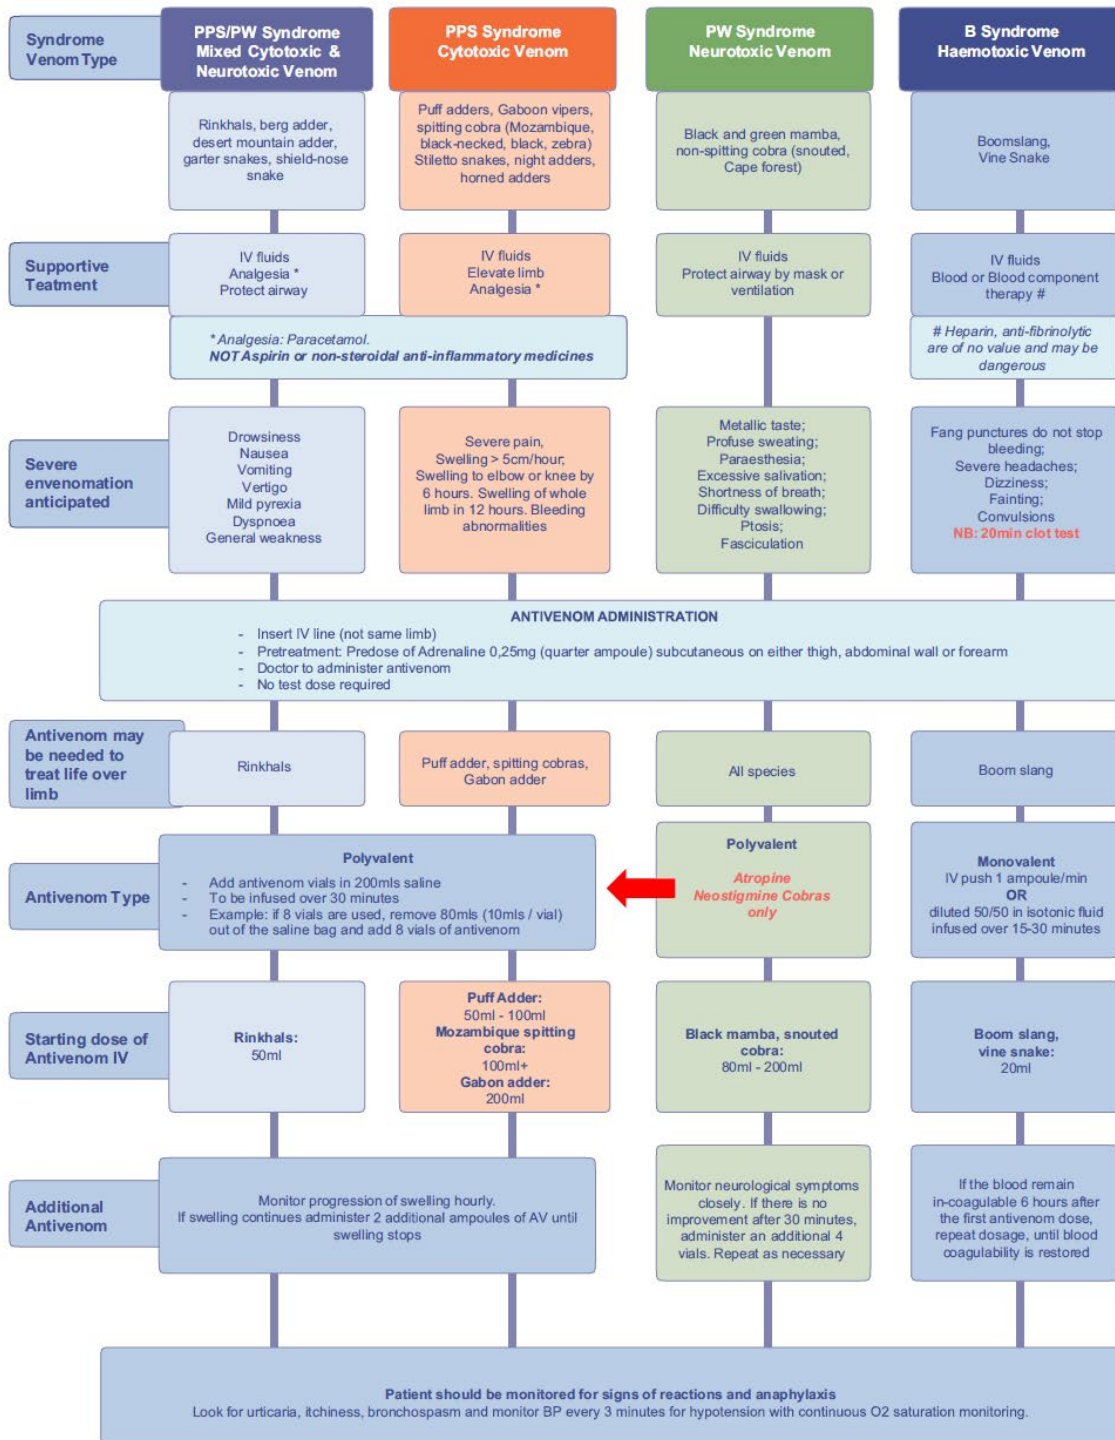 Syndrome
Venom Type
PPS/PW Syndrome
Mixed Cytotoxic &
Neurotoxic Venom
PPS Syndrome
Cytotoxic Venom
PW Syndrome
Neurotoxic Venom
B Syndrome
Haemotoxic Venom
Rinkhals, berg adder,
desert mountain adder,
garter snakes, shield-nose
snake
Puff adders, Gaboon vipers,
spitting cobra (Mozambique,
black-necked, black, zebra)
Stiletto snakes, night adders,
horned adders
Black and green mamba,
non-spitting cobra (snouted,
Cape forest)
Boomslang,
Vine Snake
Supportive
Treatment
IV fluids
Analgesia *
Protect airway
IV fluids
Elevate limb
Analgesia *
IV fluids
Protect airway by mask or
ventilation
IV fluids
Blood or Blood component
therapy #
* Analgesia: Paracetamol.
NOT Aspirin or non-steroidal anti-inflammatory medicines
# Heparin, anti-fibrinolytic
are of no value and may be
dangerous
Severe
envenomation
anticipated
Drowsiness
Nausea
Vomiting
Vertigo
Mild pyrexia
Dyspnoea
General weakness
Severe pain,
Swelling > 5cm/hour;
Swelling to elbow or knee by
6 hours. Swelling of whole
limb in 12 hours. Bleeding
abnormalities
Metallic taste;
Profuse sweating;
Paraesthesia;
Excessive salivation;
Shortness of breath;
Difficulty swallowing;
Ptosis;
Fasciculation
Fang punctures do not stop
bleeding;
Severe headaches;
Dizziness;
Fainting;
Convulsions
NB: 20min clot test
ANTIVENOM ADMINISTRATION
- Insert IV line (not same limb)
- Pretreatment: Predose of Adrenaline 0,25mg (quarter ampoule) subcutaneous on either thigh, abdominal wall or forearm
- Doctor to administer antivenom
- No test dose required
Antivenom may
be needed to
treat life over
limb
Rinkhals
Puff adder, spitting cobras,
Gabon adder
All species
Boom slang
Antivenom Type
Polyvalent
- Add antivenom vials in 200mls saline
- To be infused over 30 minutes
- Example: if 8 vials are used, remove 80mls (10mls / vial)
out of the saline bag and add 8 vials of antivenom
Polyvalent
Atropine
Neostigmine Cobras
only
Monovalent
IV push 1 ampoule/min
OR
diluted 50/50 in isotonic fluid
infused over 15-30 minutes
Starting dose of
Antivenom IV
Rinkhals:
50ml
Puff Adder:
50ml - 100ml
Mozambique spitting
cobra:
100ml+
Gabon adder:
200ml
Black mamba, snouted
cobra:
80ml - 200ml
Boom slang,
vine snake:
20ml
Additional
Antivenom
Monitor progression of swelling hourly.
If swelling continues administer 2 additional ampoules of AV until
swelling stops
Monitor neurological symptoms
closely. If there is no
improvement after 30 minutes,
administer an additional 4
vials. Repeat as necessary
If the blood remain
in-coagulable 6 hours after
the first antivenom dose,
repeat dosage, until blood
coagulability is restored
Patient should be monitored for signs of reactions and anaphylaxis
Look for urticaria, itchiness, bronchospasm and monitor BP every 3 minutes for hypotension with continuous O2 saturation monitoring.